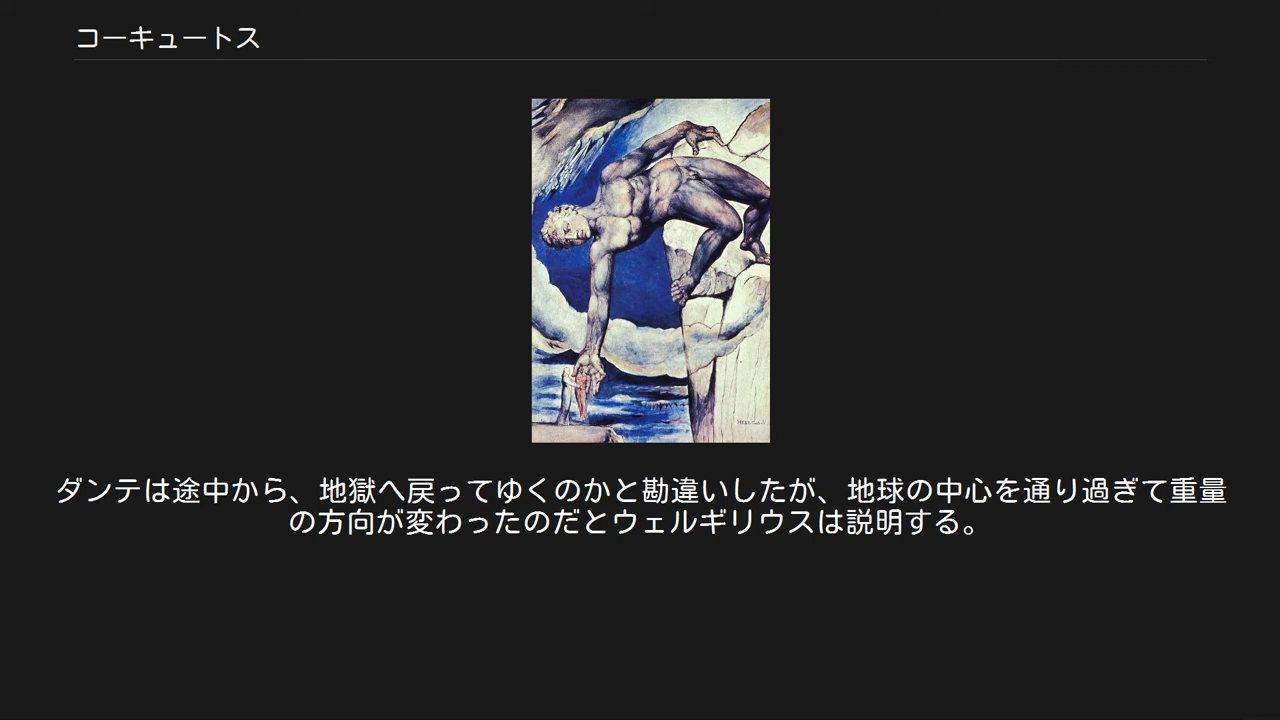 コーキュートス
ダンテは途中から、地獄へ戻ってゆくのかと勘違いしたが、地球の中心を通り過ぎて重量
の方向が変わったのだとウェルギリウスは説明する。